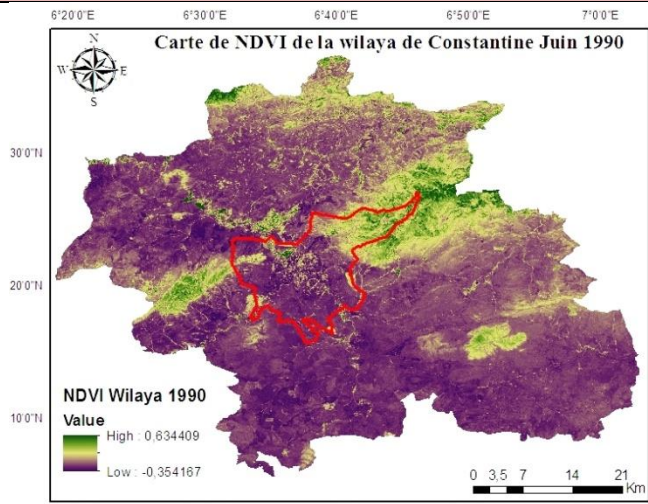 6°20'0"E 6°30'0"E 6°40'0"E 6°50'0"E 7°0'0"E
Carte de NDVI de la wilaya de Constantine Juin 1990
N
W E
S
30'0"N
20'0"N
10'0"N
NDVI Wilaya 1990
Value
High : 0,634409
Low : -0,354167
0 3,5 7 14 21
Km